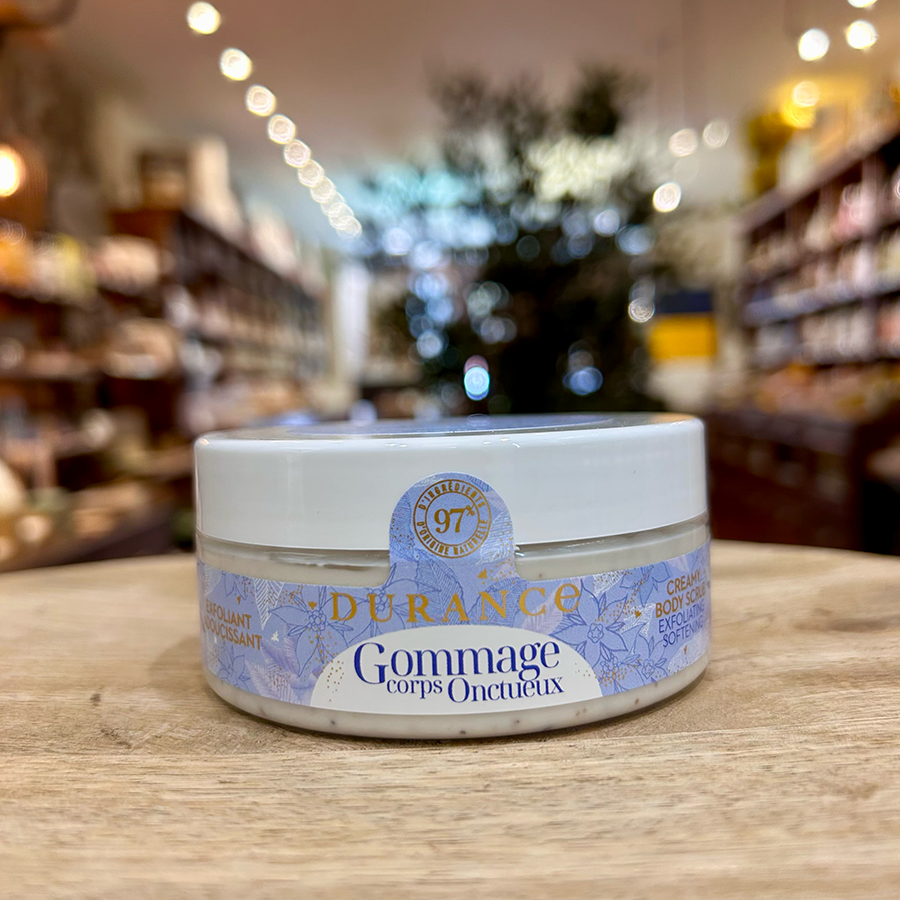 D'INGRÉDIENTS
97%
D'ORIGINE NATURELLE
DURANCE
Gommage
corps Onctueux
EXFOLIANT
ADOUCISSANT
CREAMY
BODY SCRUB
EXFOLIATING
SOFTENING